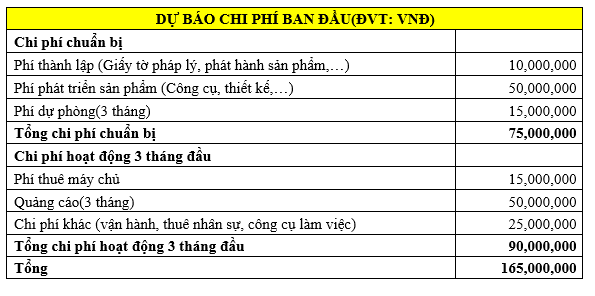 DỰ BÁO CHI PHÍ BAN ĐẦU(ĐVT: VNĐ)
Chi phí chuẩn bị
Phí thành lập (Giấy tờ pháp lý, phát hành sản phẩm,…) 10,000,000
Phí phát triển sản phẩm (Công cụ, thiết kế,…) 50,000,000
Phí dự phòng(3 tháng) 15,000,000
Tổng chi phí chuẩn bị 75,000,000
Chi phí hoạt động 3 tháng đầu
Phí thuê máy chủ 15,000,000
Quảng cáo(3 tháng) 50,000,000
Chi phí khác (vận hành, thuê nhân sự, công cụ làm việc) 25,000,000
Tổng chi phí hoạt động 3 tháng đầu 90,000,000
Tổng 165,000,000